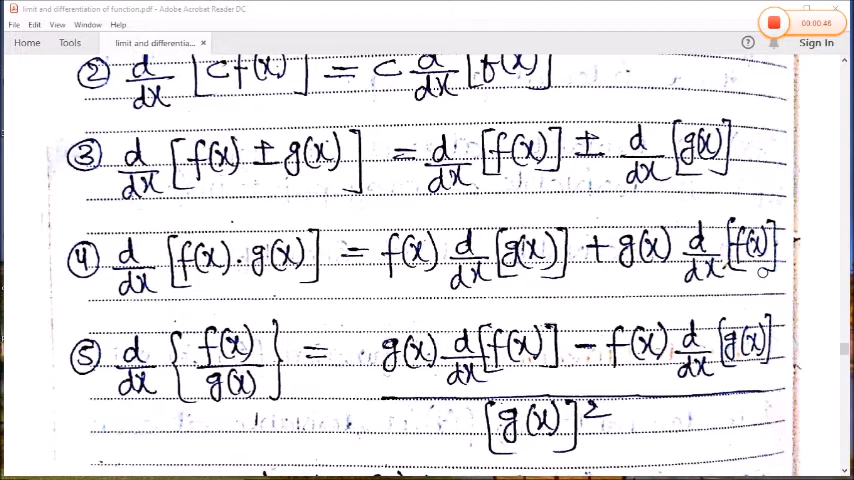 limit and differentiation of function.pdf - Adobe Acrobat Reader DC
File Edit View Window Help
00:00:48
Home Tools limit and differentia... × Sign In
② d/dx [c f(x)] = c d/dx [f(x)]
③ d/dx [f(x) ± g(x)] = d/dx [f(x)] ± d/dx [g(x)]
④ d/dx [f(x) · g(x)] = f(x) d/dx [g(x)] + g(x) d/dx [f(x)]
⑤ d/dx { f(x)/g(x) } = g(x) d/dx [f(x)] - f(x) d/dx [g(x)] / [g(x)]²